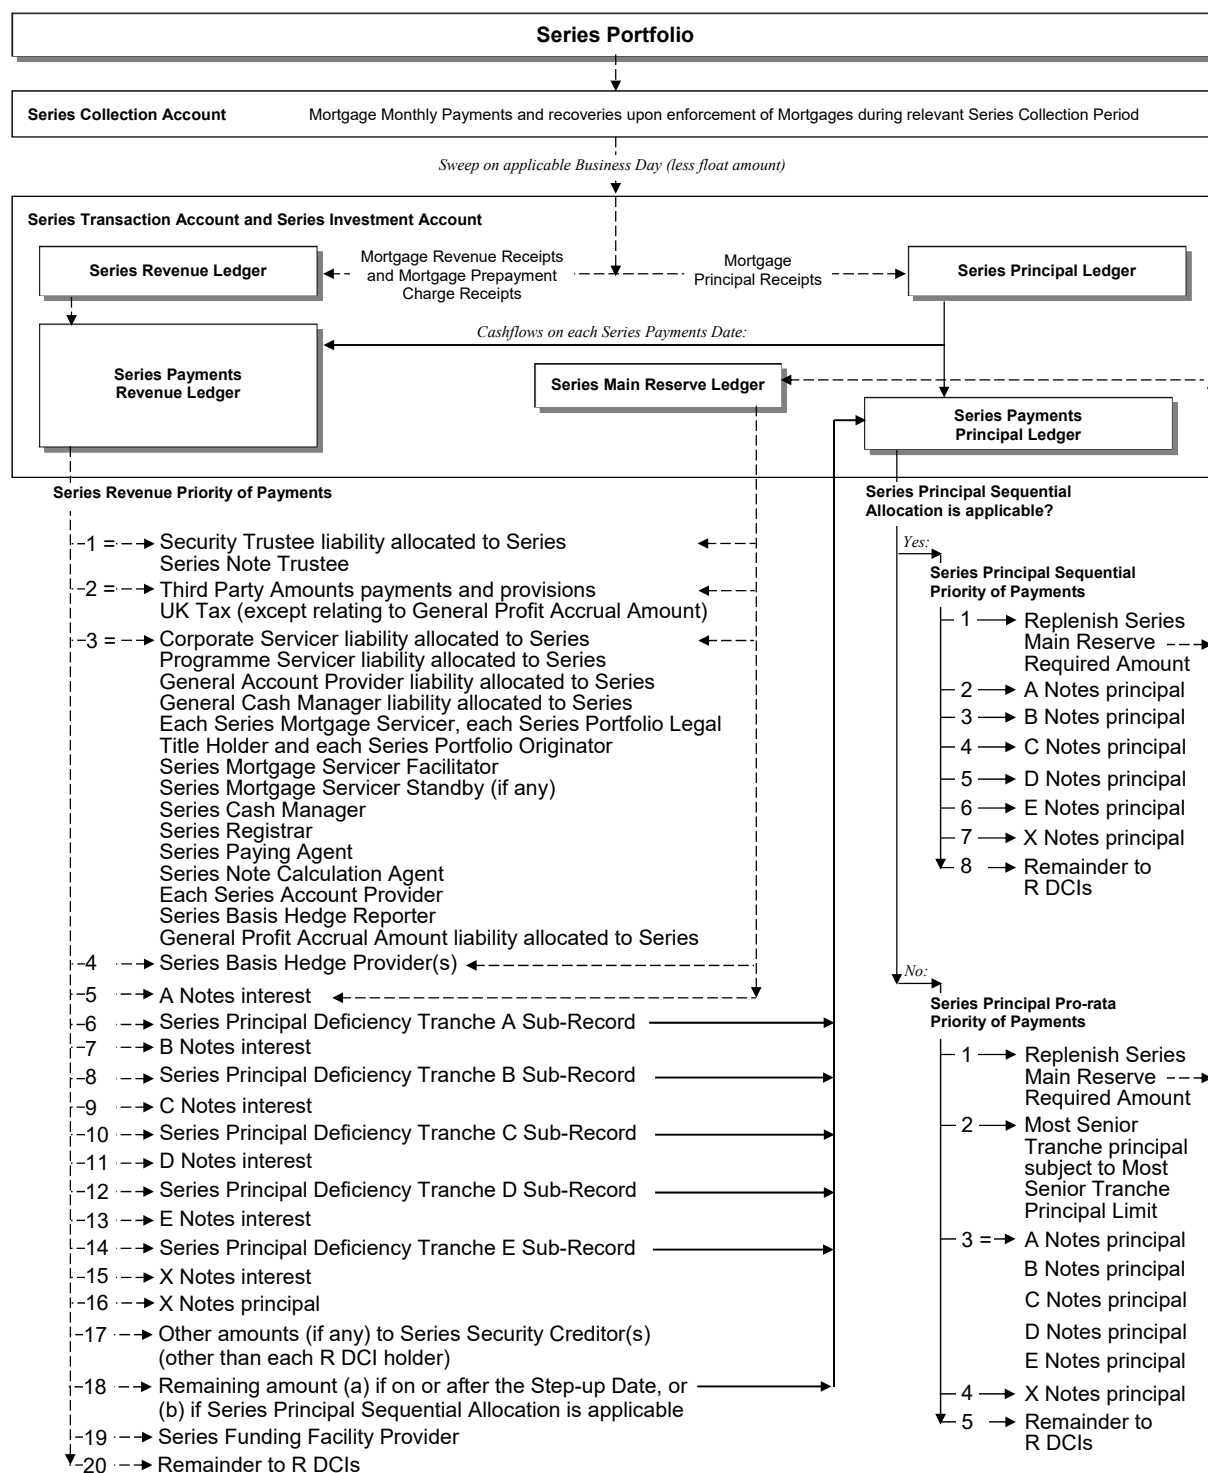 Series Portfolio
Series Collection Account
Mortgage Monthly Payments and recoveries upon enforcement of Mortgages during relevant Series Collection Period
Sweep on applicable Business Day (less float amount)
Series Transaction Account and Series Investment Account
Series Revenue Ledger
Mortgage Revenue Receipts
and Mortgage Prepayment
Charge Receipts
Mortgage
Principal Receipts
Series Principal Ledger
Cashflows on each Series Payments Date:
Series Payments
Revenue Ledger
Series Main Reserve Ledger
Series Payments
Principal Ledger
Series Revenue Priority of Payments
1 = Security Trustee liability allocated to Series
Series Note Trustee
2 = Third Party Amounts payments and provisions
UK Tax (except relating to General Profit Accrual Amount)
3 = Corporate Servicer liability allocated to Series
Programme Servicer liability allocated to Series
General Account Provider liability allocated to Series
General Cash Manager liability allocated to Series
Each Series Mortgage Servicer, each Series Portfolio Legal
Title Holder and each Series Portfolio Originator
Series Mortgage Servicer Facilitator
Series Mortgage Servicer Standby (if any)
Series Cash Manager
Series Registrar
Series Paying Agent
Series Note Calculation Agent
Each Series Account Provider
Series Basis Hedge Reporter
General Profit Accrual Amount liability allocated to Series
4 Series Basis Hedge Provider(s)
5 A Notes interest
6 Series Principal Deficiency Tranche A Sub-Record
7 B Notes interest
8 Series Principal Deficiency Tranche B Sub-Record
9 C Notes interest
10 Series Principal Deficiency Tranche C Sub-Record
11 D Notes interest
12 Series Principal Deficiency Tranche D Sub-Record
13 E Notes interest
14 Series Principal Deficiency Tranche E Sub-Record
15 X Notes interest
16 X Notes principal
17 Other amounts (if any) to Series Security Creditor(s)
(other than each R DCI holder)
18 Remaining amount (a) if on or after the Step-up Date, or
(b) if Series Principal Sequential Allocation is applicable
19 Series Funding Facility Provider
20 Remainder to R DCIs
Series Principal Sequential
Allocation is applicable?
Yes:
Series Principal Sequential
Priority of Payments
1 Replenish Series
Main Reserve
Required Amount
2 A Notes principal
3 B Notes principal
4 C Notes principal
5 D Notes principal
6 E Notes principal
7 X Notes principal
8 Remainder to
R DCIs
No:
Series Principal Pro-rata
Priority of Payments
1 Replenish Series
Main Reserve
Required Amount
2 Most Senior
Tranche principal
subject to Most
Senior Tranche
Principal Limit
3 = A Notes principal
B Notes principal
C Notes principal
D Notes principal
E Notes principal
4 X Notes principal
5 Remainder to
R DCIs